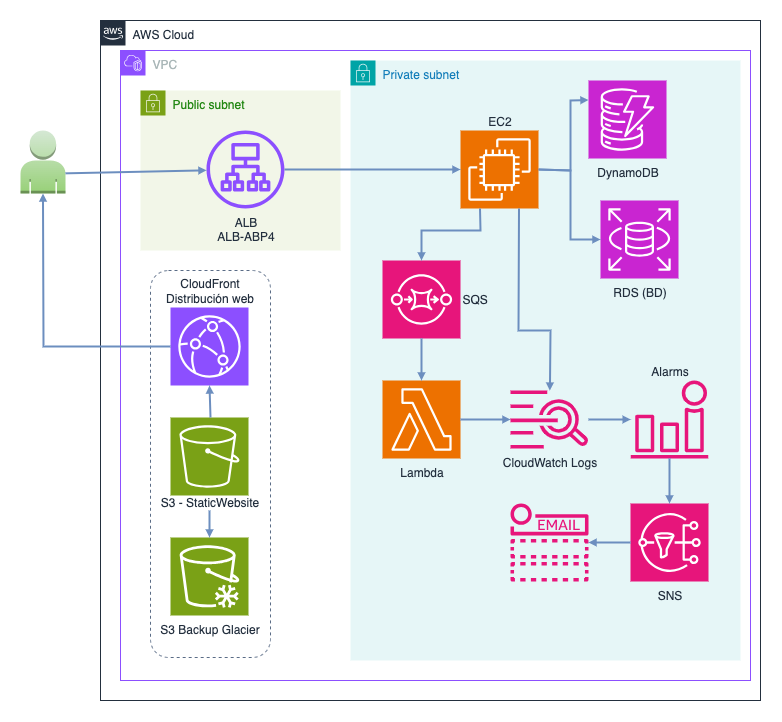 aws
AWS Cloud
VPC
Private subnet
Public subnet
EC2
DynamoDB
ALB
ALB-ABP4
RDS (BD)
CloudFront
Distribución web
SQS
Alarms
Lambda
CloudWatch Logs
S3 - StaticWebsite
EMAIL
SNS
S3 Backup Glacier